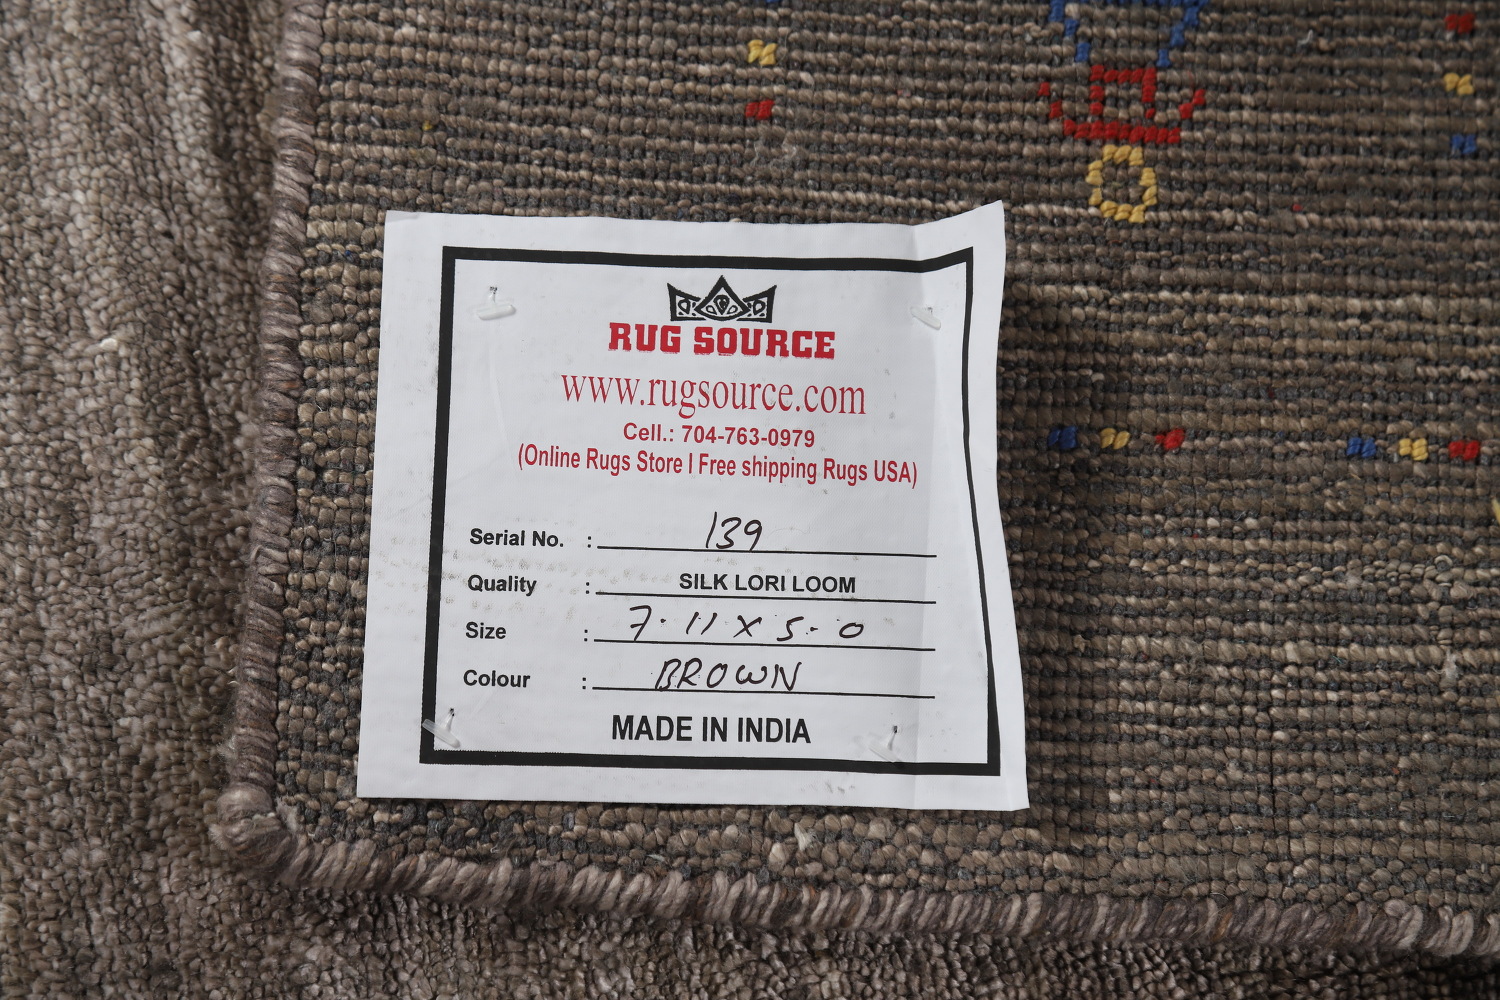 RUG SOURCE
www.rugsource.com
Cell.: 704-763-0979
(Online Rugs Store I Free shipping Rugs USA)
Serial No. : 139
Quality : SILK LORI LOOM
Size : 7.11 X 5.0
Colour : BROWN
MADE IN INDIA